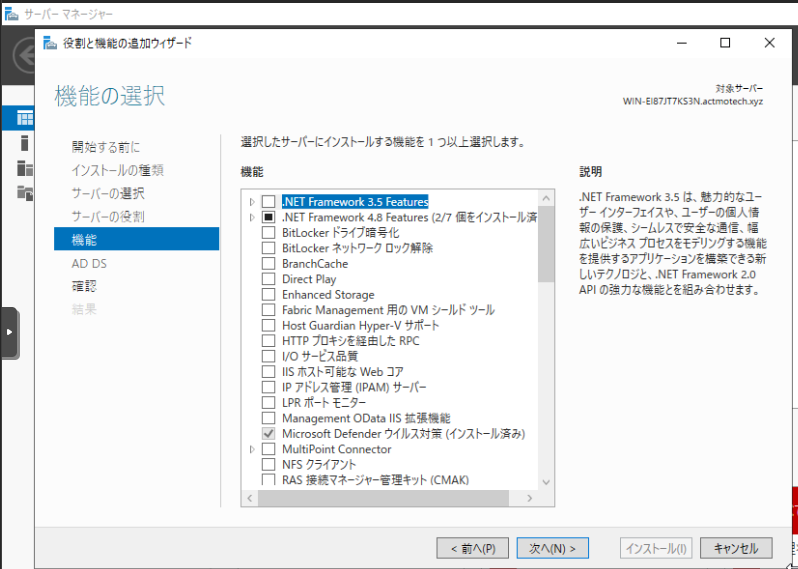 サーバー マネージャー
役割と機能の追加ウィザード
機能の選択
対象サーバー
WIN-EI87JT7KS3N.actmotech.xyz
開始する前に
インストールの種類
サーバーの選択
サーバーの役割
機能
AD DS
確認
結果
選択したサーバーにインストールする機能を 1 つ以上選択します。
機能
.NET Framework 3.5 Features
.NET Framework 4.8 Features (2/7 個をインストール済
BitLocker ドライブ暗号化
BitLocker ネットワーク ロック解除
BranchCache
Direct Play
Enhanced Storage
Fabric Management 用の VM シールド ツール
Host Guardian Hyper-V サポート
HTTP プロキシを経由した RPC
I/O サービス品質
IIS ホスト可能な Web コア
IP アドレス管理 (IPAM) サーバー
LPR ポート モニター
Management OData IIS 拡張機能
Microsoft Defender ウイルス対策 (インストール済み)
MultiPoint Connector
NFS クライアント
RAS 接続マネージャー管理キット (CMAK)
説明
.NET Framework 3.5 は、魅力的なユー
ザー インターフェイスや、ユーザーの個人情
報の保護、シームレスで安全な通信、幅
広いビジネス プロセスをモデリングする機能
を提供するアプリケーションを構築できる新
しいテクノロジと、.NET Framework 2.0
API の強力な機能とを組み合わせます。
< 前へ(P)
次へ(N) >
インストール(I)
キャンセル